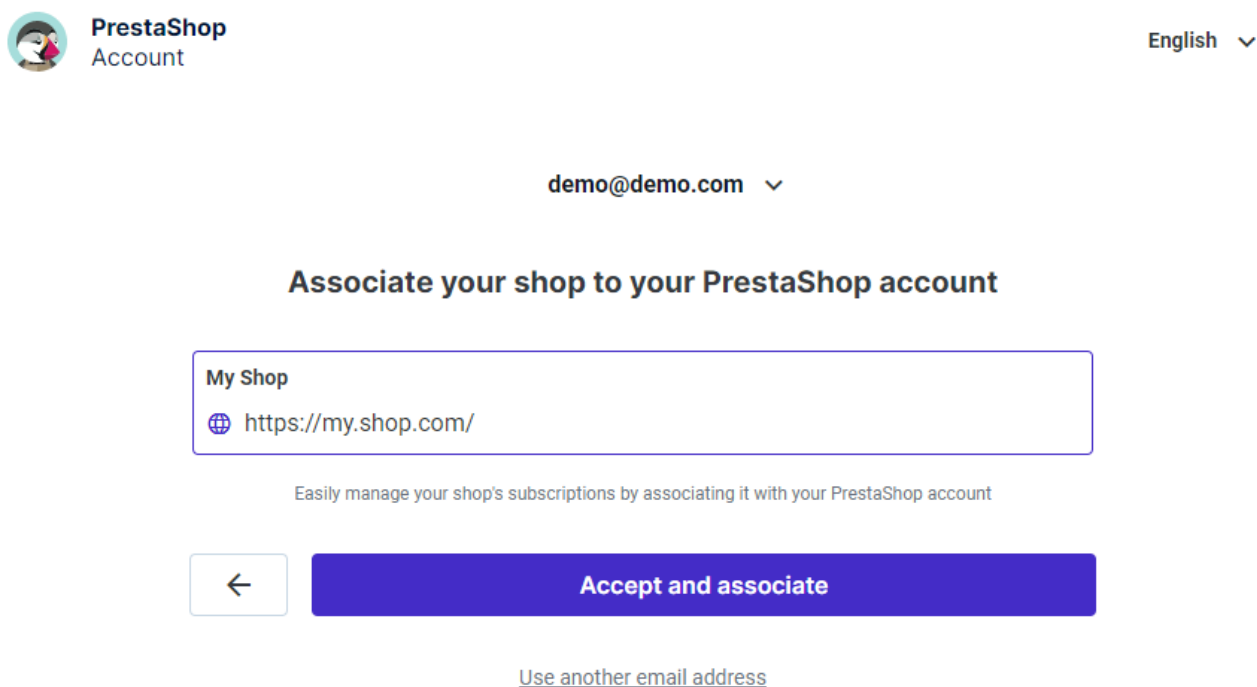 PrestaShop
Account
English
demo@demo.com
Associate your shop to your PrestaShop account
My Shop
https://my.shop.com/
Easily manage your shop's subscriptions by associating it with your PrestaShop account
Accept and associate
Use another email address